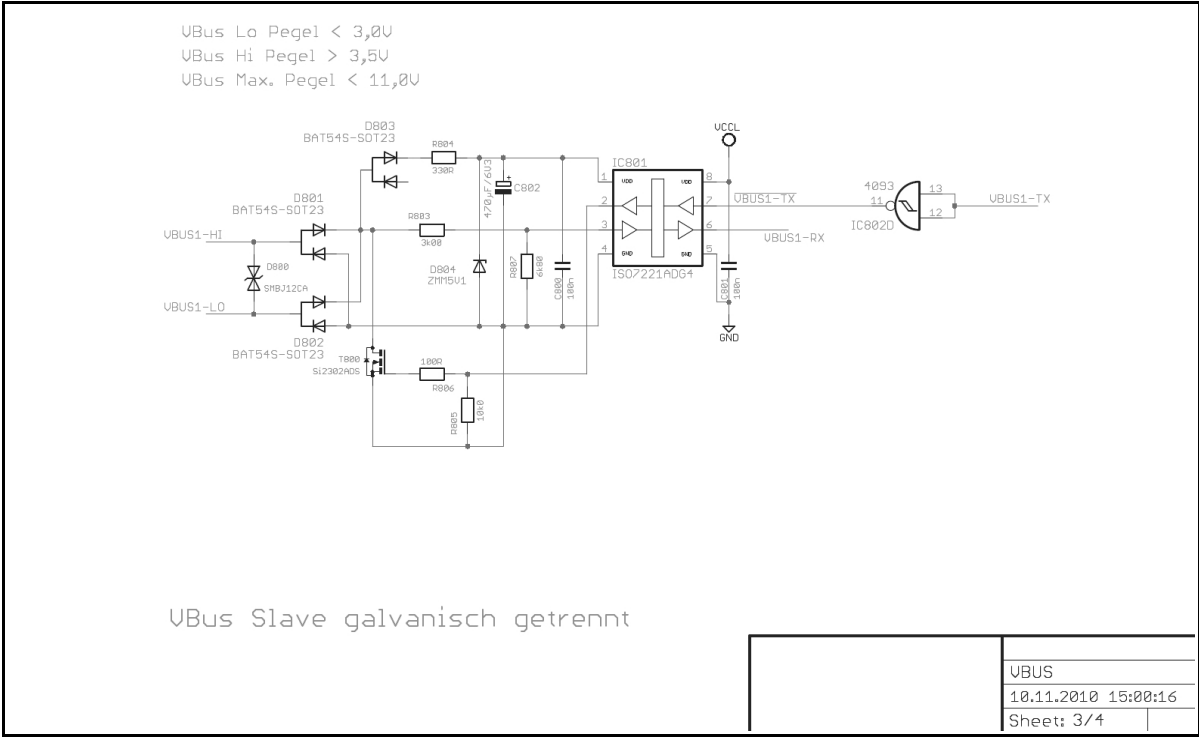 VBus Lo Pegel < 3,0V
VBus Hi Pegel > 3,5V
VBus Max. Pegel < 11,0V
D803
BAT54S-SOT23
R804
330R
470µF/6V3
+
C802
IC801
VCCL
1
VDD
VDD
8
2
7
3
6
4
GND
GND
5
ISO7221ADG4
VBUS1-TX
VBUS1-RX
4093
11
13
12
IC802D
VBUS1-TX
D801
BAT54S-SOT23
VBUS1-HI
R803
3k00
D880
SMBJ12CA
D804
ZMM5V1
R807
6k80
C800
100n
C801
100n
GND
VBUS1-LO
D802
BAT54S-SOT23
T800
Si2302ADS
100R
R806
R805
10k0
VBus Slave galvanisch getrennt
VBUS
10.11.2010 15:00:16
Sheet: 3/4